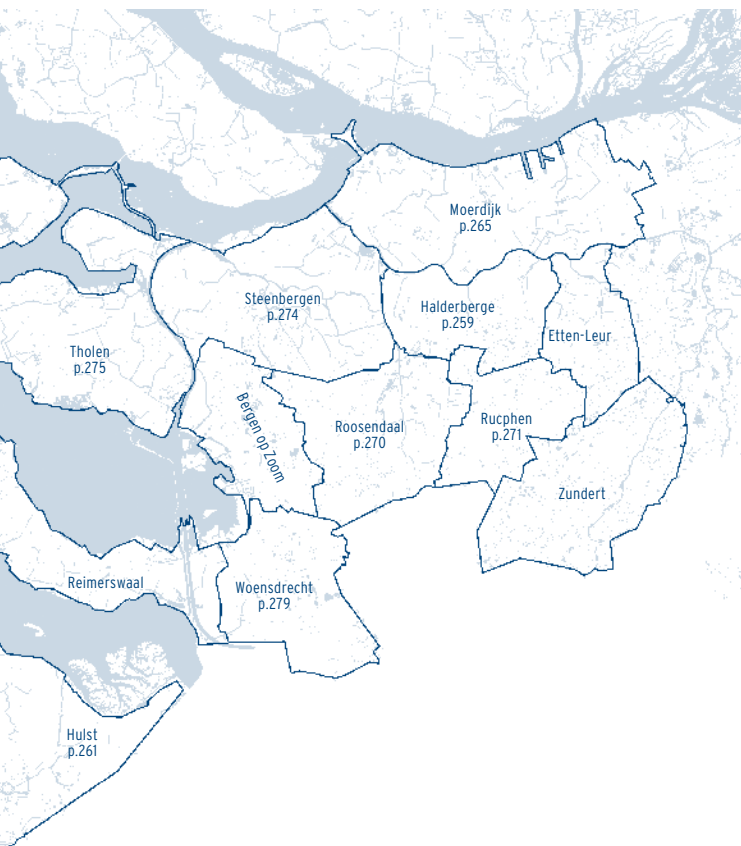 Moerdijk
p.265
Steenbergen
p.274
Halderberge
p.259
Etten-Leur
Tholen
p.275
Bergen op Zoom
Roosendaal
p.270
Rucphen
p.271
Zundert
Reimerswaal
Woensdrecht
p.279
Hulst
p.261